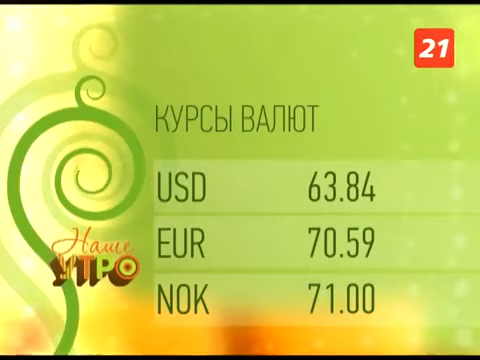 21
КУРСЫ ВАЛЮТ
USD 63.84
EUR 70.59
NOK 71.00
Наше
УТРО